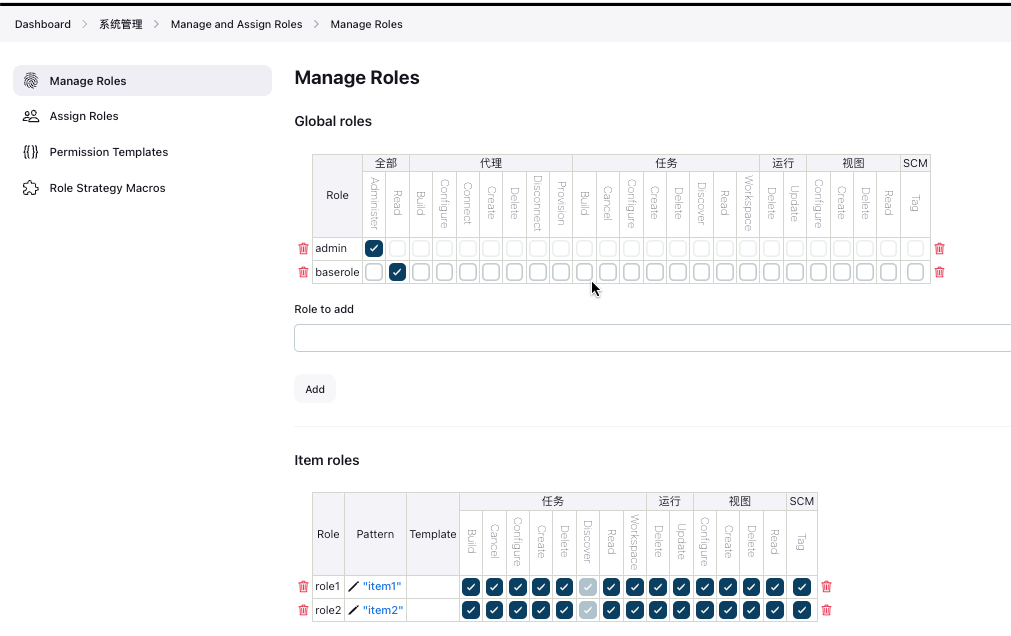 Dashboard > 系统管理 > Manage and Assign Roles > Manage Roles
Manage Roles
Assign Roles
Permission Templates
Role Strategy Macros
Manage Roles
Global roles
Role 全部 代理 任务 运行 视图 SCM
Administer Read Build Configure Connect Create Delete Disconnect Provision Build Cancel Configure Create Delete Discover Read Workspace Delete Update Configure Create Delete Read Tag
admin
baserole
Role to add
Add
Item roles
Role Pattern Template 任务 运行 视图 SCM
Build Cancel Configure Create Delete Discover Read Workspace Delete Update Configure Create Delete Read Tag
role1 "item1"
role2 "item2"